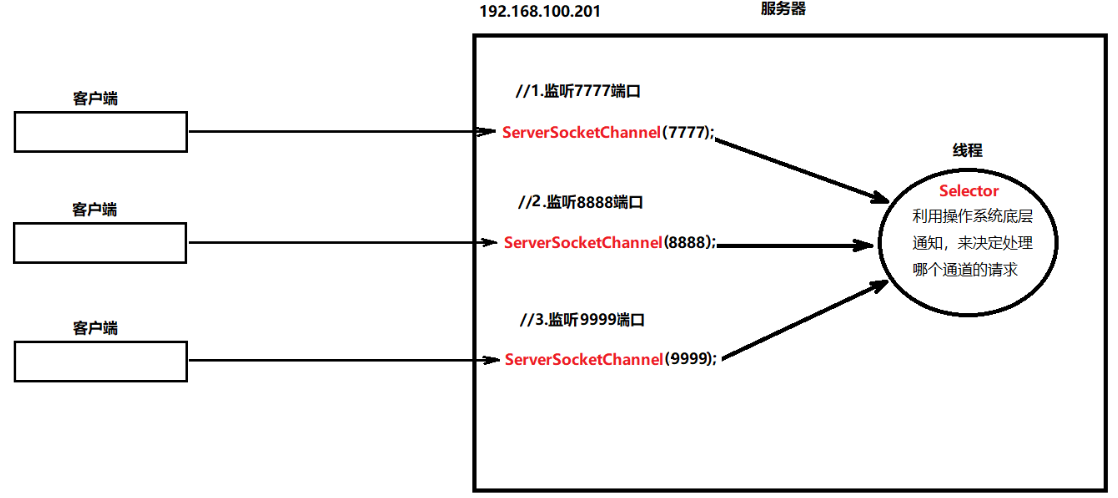 192.168.100.201
服务器
客户端
//1.监听7777端口
ServerSocketChannel(7777);
客户端
//2.监听8888端口
ServerSocketChannel(8888);
客户端
//3.监听9999端口
ServerSocketChannel(9999);
线程
Selector
利用操作系统底层
通知，来决定处理
哪个通道的请求